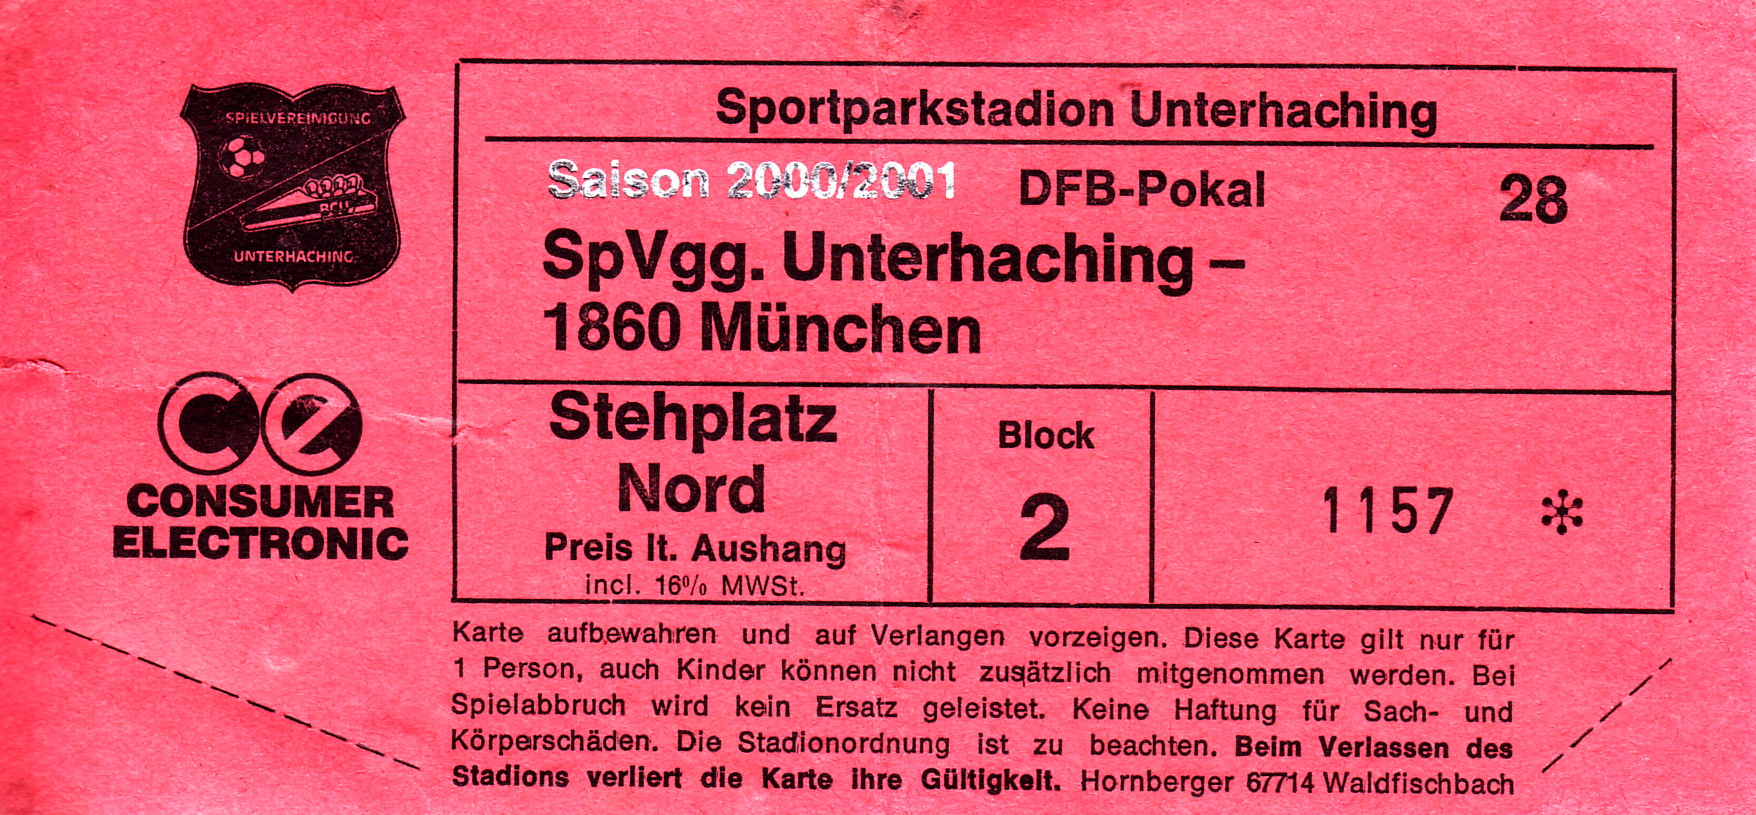 SPIELVEREINIGUNG
BCU
UNTERHACHING
ce
CONSUMER
ELECTRONIC
Sportparkstadion Unterhaching
Saison 2000/2001 DFB-Pokal 28
SpVgg. Unterhaching –
1860 München
Stehplatz
Nord
Preis lt. Aushang
incl. 16% MWSt.
Block
2
1157 *
Karte aufbewahren und auf Verlangen vorzeigen. Diese Karte gilt nur für
1 Person, auch Kinder können nicht zusätzlich mitgenommen werden. Bei
Spielabbruch wird kein Ersatz geleistet. Keine Haftung für Sach- und
Körperschäden. Die Stadionordnung ist zu beachten. Beim Verlassen des
Stadions verliert die Karte ihre Gültigkeit. Hornberger 67714 Waldfischbach